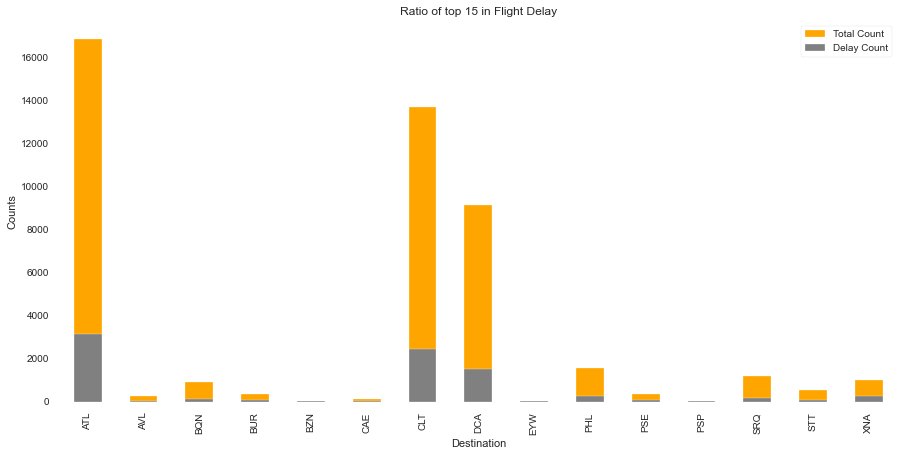 Ratio of top 15 in Flight Delay
Total Count
Delay Count
16000
14000
12000
10000
8000
6000
4000
2000
0
Counts
ATL
AVL
BQN
BUR
BZN
CAE
CLT
DCA
EYW
PHL
PSE
PSP
SRQ
STT
XNA
Destination